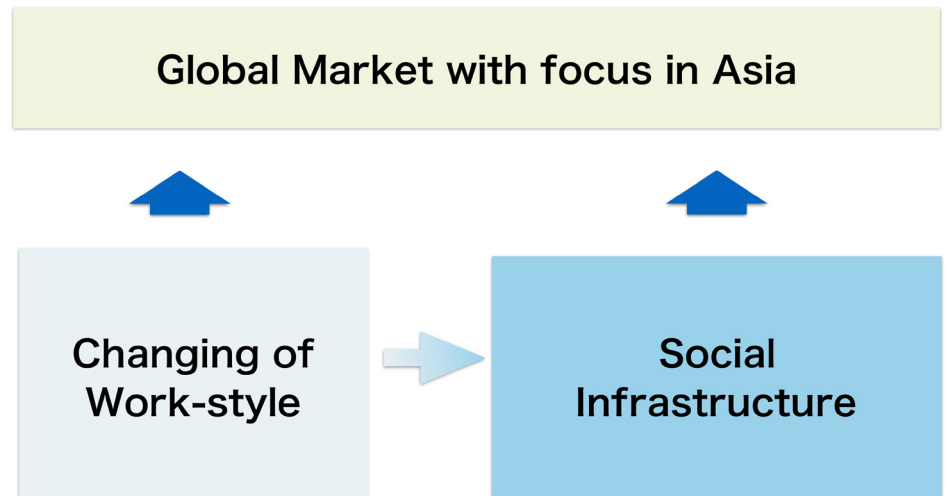 Global Market with focus in Asia
Changing of
Work-style
Social
Infrastructure